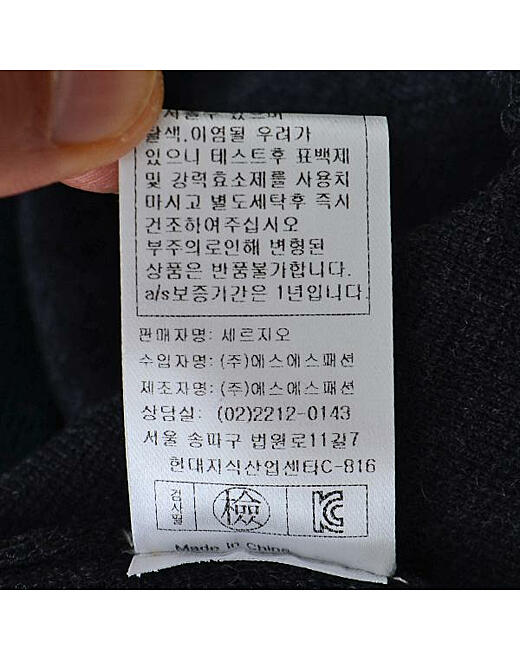 있으며
탈색,이염될 우려가
있으니 테스트후 표백제
및 강력효소제를 사용치
마시고 별도세탁후 즉시
건조하여주십시오
부주의로인해 변형된
상품은 반품불가합니다.
a/s보증기간은 1년입니다.
판매자명: 세르지오
수입자명: (주)에스에스패션
제조자명: (주)에스에스패션
상담실: (02)2212-0143
서울 송파구 법원로11길7
현대지식산업센타C-816
검사필 檢 KC
Made in China